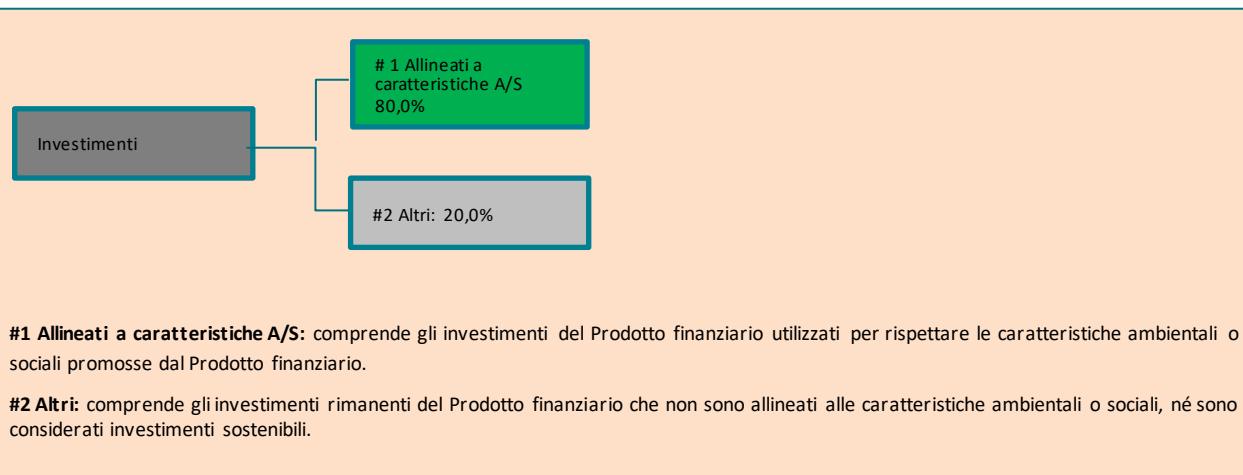 # 1 Allineati a
caratteristiche A/S
80,0%
Investimenti
#2 Altri: 20,0%
#1 Allineati a caratteristiche A/S: comprende gli investimenti del Prodotto finanziario utilizzati per rispettare le caratteristiche ambientali o
sociali promosse dal Prodotto finanziario.
#2 Altri: comprende gli investimenti rimanenti del Prodotto finanziario che non sono allineati alle caratteristiche ambientali o sociali, né sono
considerati investimenti sostenibili.